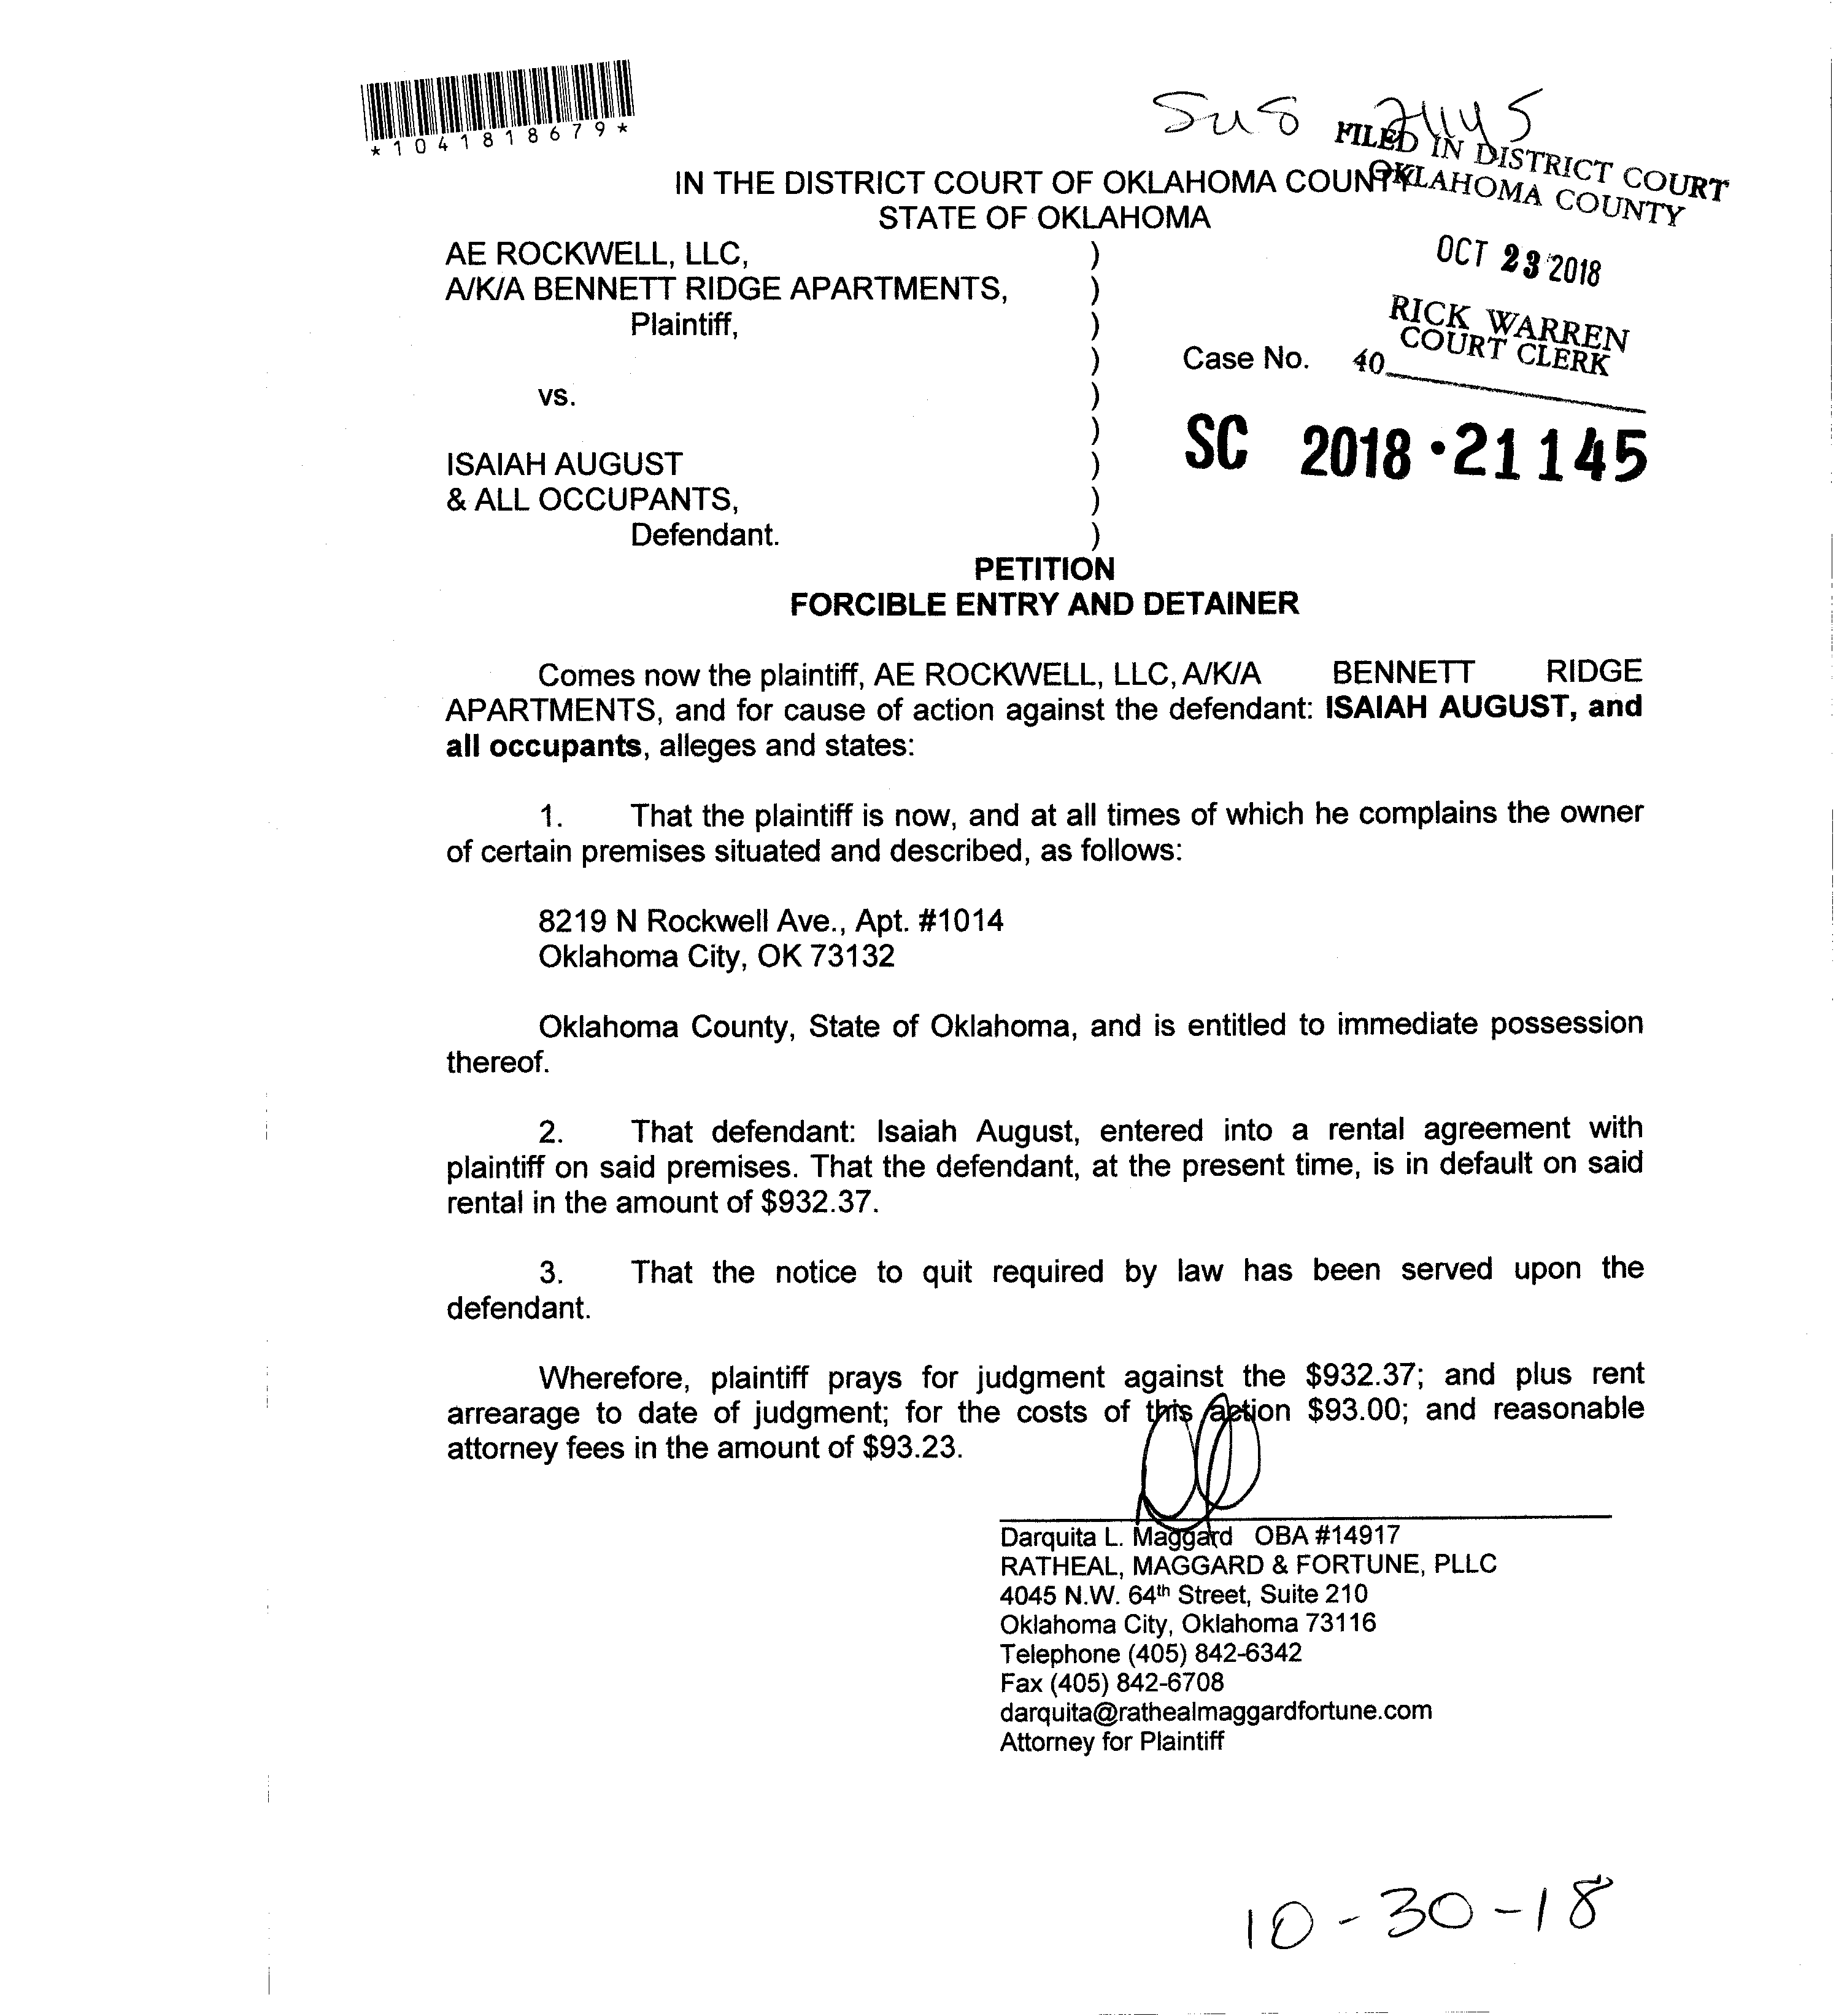 *1041818679*
21145
FILED IN DISTRICT COURT
OKLAHOMA COUNTY
IN THE DISTRICT COURT OF OKLAHOMA COUNTY
STATE OF OKLAHOMA
OCT 23 2018
RICK WARREN
COURT CLERK
40
AE ROCKWELL, LLC, )
A/K/A BENNETT RIDGE APARTMENTS, )
Plaintiff, )
) Case No.
vs. )
) SC 2018 • 21145
ISAIAH AUGUST )
& ALL OCCUPANTS, )
Defendant. )
PETITION
FORCIBLE ENTRY AND DETAINER
Comes now the plaintiff, AE ROCKWELL, LLC, A/K/A BENNETT RIDGE
APARTMENTS, and for cause of action against the defendant: ISAIAH AUGUST, and
all occupants, alleges and states:
1. That the plaintiff is now, and at all times of which he complains the owner
of certain premises situated and described, as follows:
8219 N Rockwell Ave., Apt. #1014
Oklahoma City, OK 73132
Oklahoma County, State of Oklahoma, and is entitled to immediate possession
thereof.
2. That defendant: Isaiah August, entered into a rental agreement with
plaintiff on said premises. That the defendant, at the present time, is in default on said
rental in the amount of $932.37.
3. That the notice to quit required by law has been served upon the
defendant.
Wherefore, plaintiff prays for judgment against the $932.37; and plus rent
arrearage to date of judgment; for the costs of this action $93.00; and reasonable
attorney fees in the amount of $93.23.
Darquita L. Maggard OBA #14917
RATHEAL, MAGGARD & FORTUNE, PLLC
4045 N.W. 64th Street, Suite 210
Oklahoma City, Oklahoma 73116
Telephone (405) 842-6342
Fax (405) 842-6708
darquita@rathealmaggardfortune.com
Attorney for Plaintiff
10-30-18